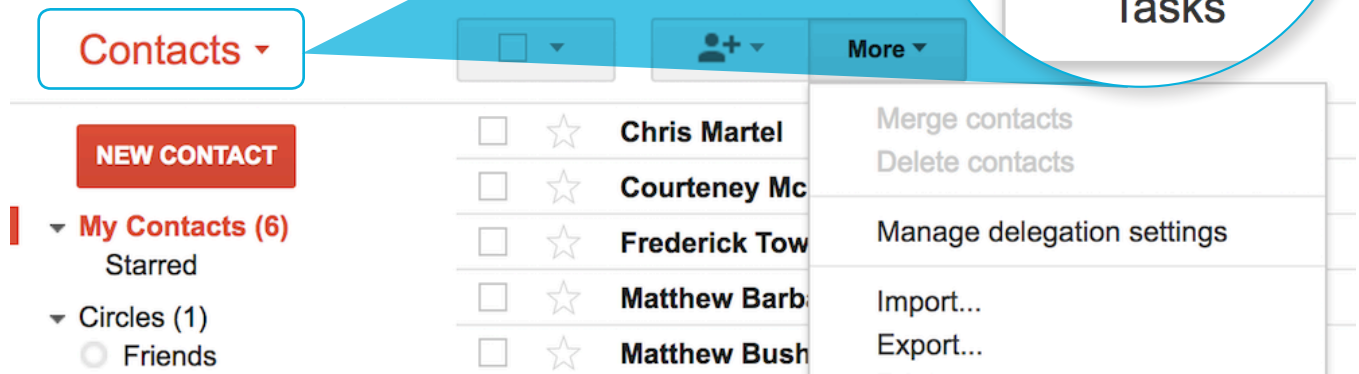 Tasks
Contacts
More
NEW CONTACT
My Contacts (6)
Starred
Circles (1)
Friends
Chris Martel
Courteney Mc
Frederick Tow
Matthew Barb
Matthew Bush
Merge contacts
Delete contacts
Manage delegation settings
Import...
Export...